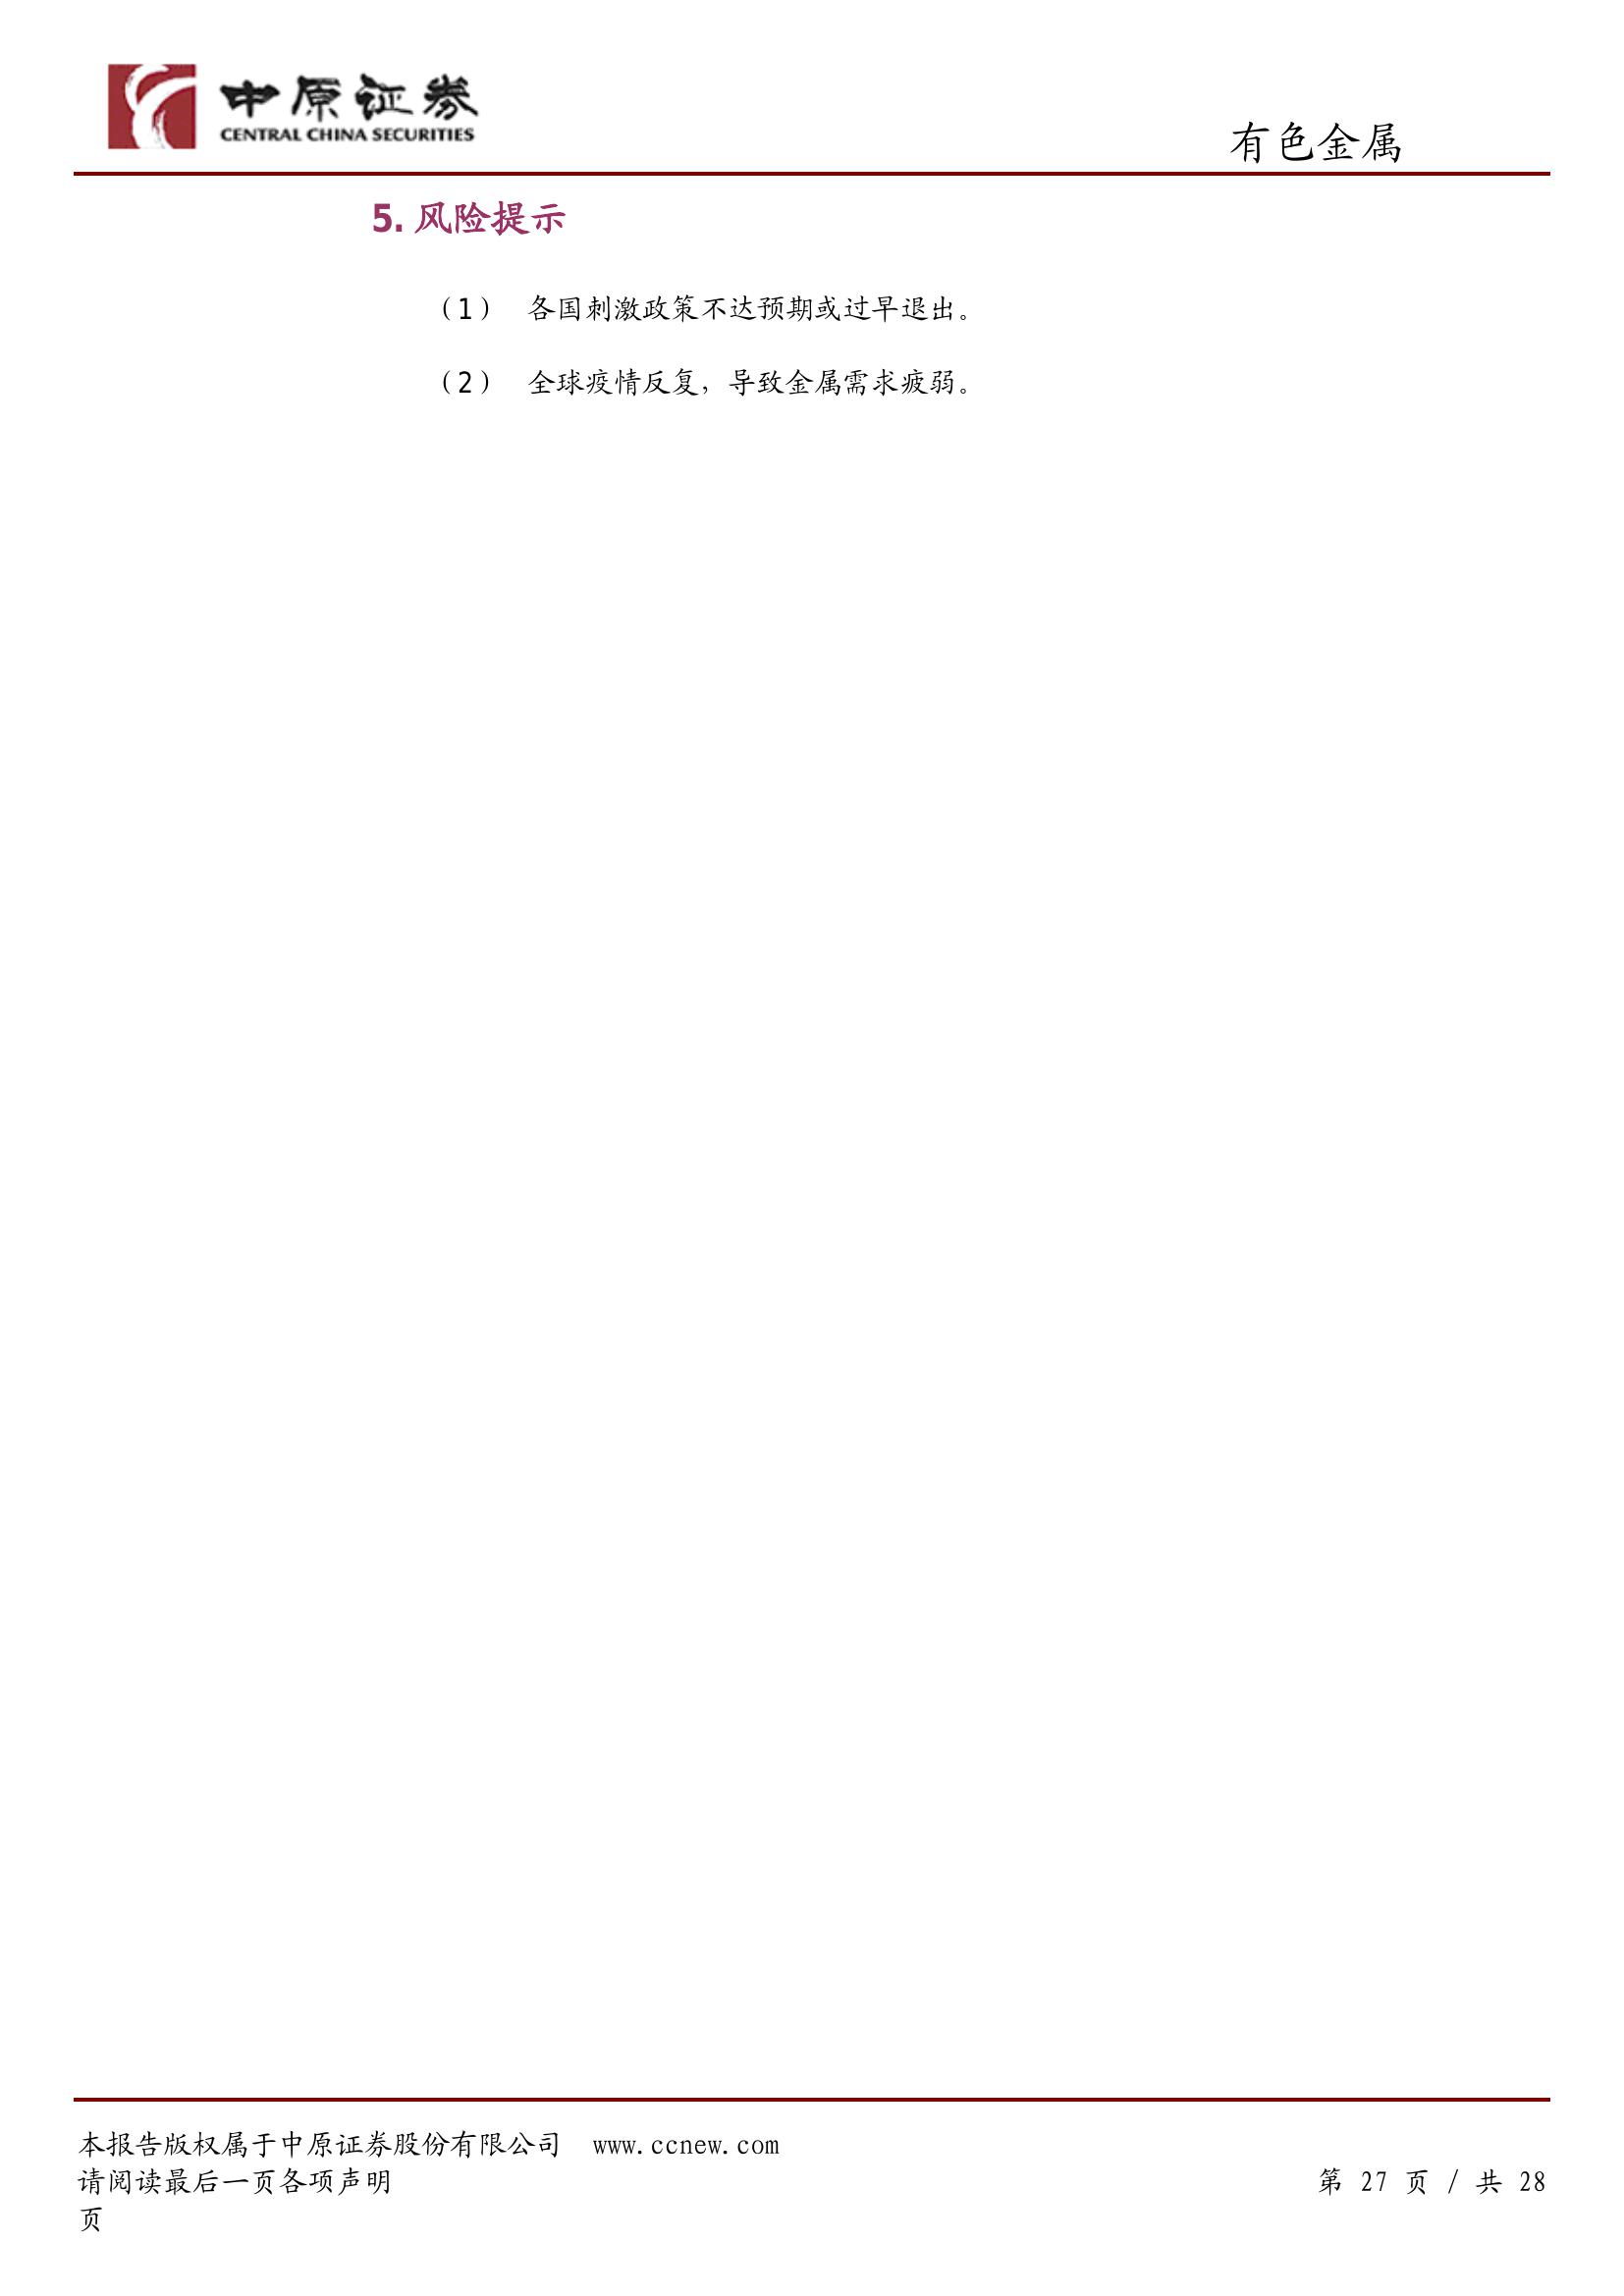 中原证券
CENTRAL CHINA SECURITIES
有色金属
5. 风险提示
（1） 各国刺激政策不达预期或过早退出。
（2） 全球疫情反复，导致金属需求疲弱。
本报告版权属于中原证券股份有限公司 www.ccnew.com
请阅读最后一页各项声明 第 27 页 / 共 28
页